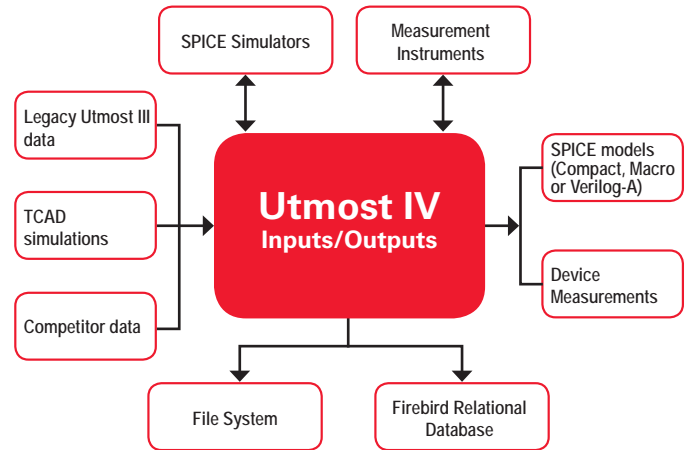 SPICE Simulators
Measurement
Instruments
Legacy Utmost III
data
TCAD
simulations
Competitor data
Utmost IV
Inputs/Outputs
SPICE models
(Compact, Macro
or Verilog-A)
Device
Measurements
File System
Firebird Relational
Database